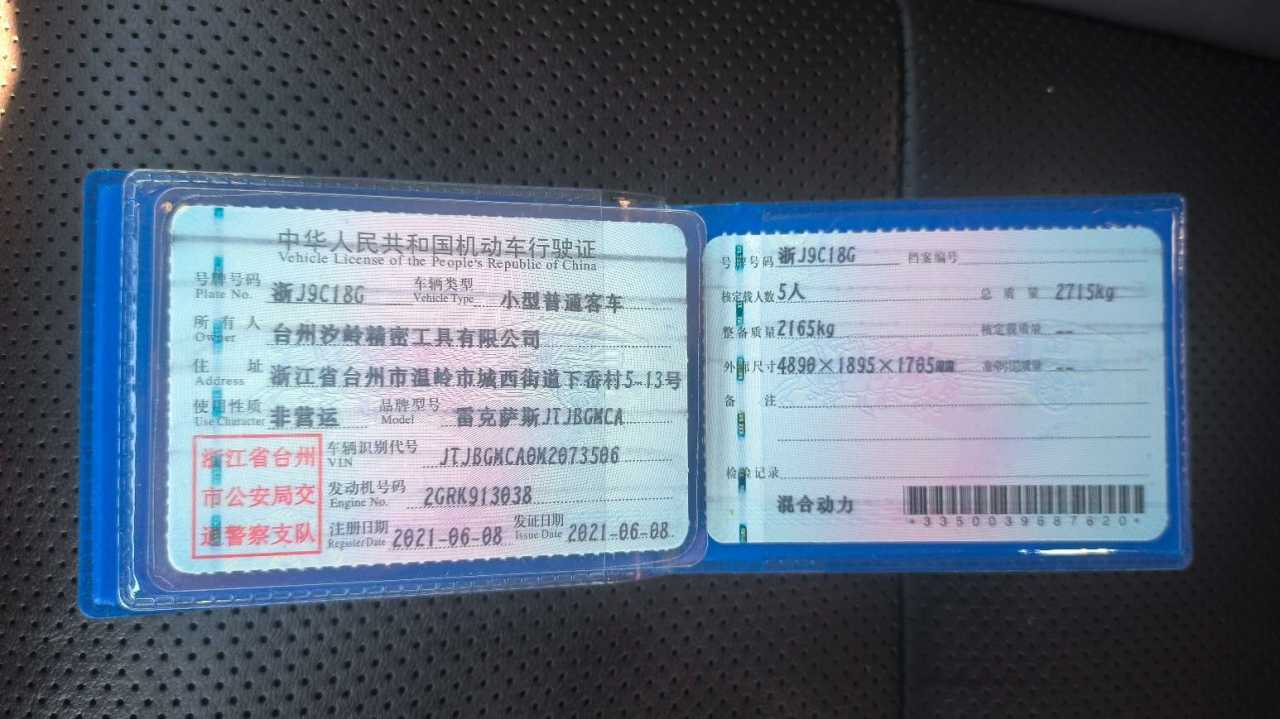 中华人民共和国机动车行驶证
Vehicle License of the People's Republic of China
号牌号码 浙J9C18G 车辆类型 小型普通客车
Plate No. Vehicle Type
所有人 台州汐岭精密工具有限公司
Owner
住址 浙江省台州市温岭市城西街道下岙村5-13号
Address
使用性质 非营运 品牌型号 雷克萨斯JTJBGMCA
Use Character Model
浙江省台州
市公安局交
通警察支队
车辆识别代号 JTJBGMCA0M2073506
VIN
发动机号码 2GRK913038
Engine No.
注册日期 2021-06-08 发证日期 2021-06-08
Register Date Issue Date
号牌号码 浙J9C18G 档案编号
核定载人数 5人 总质量 2715kg
整备质量 2165kg 核定载质量 --
外部尺寸 4890×1895×1705mm 准牵引总质量 --
备注
检验记录
混合动力
*3350039687620*